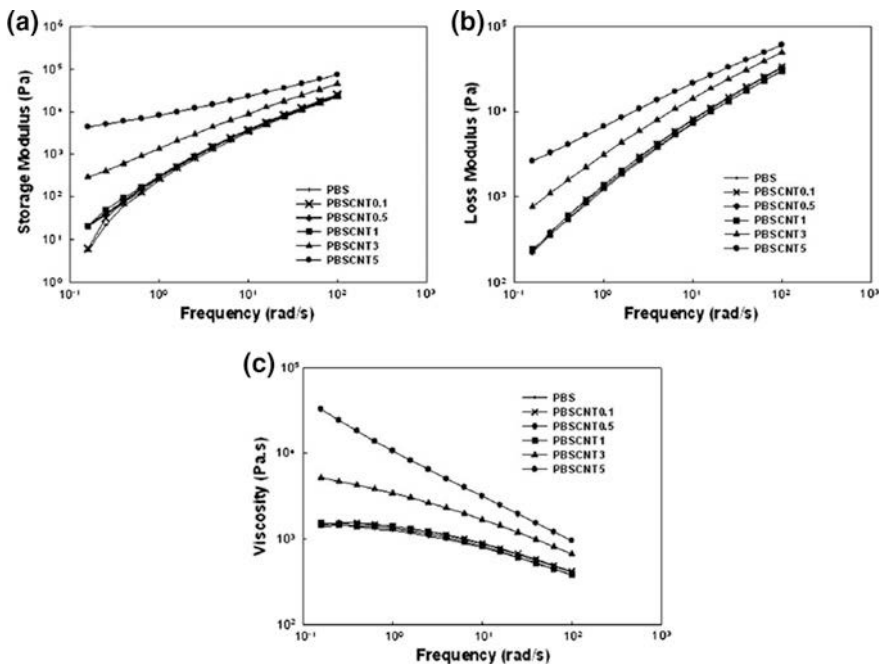 (a)
10⁶
10⁵
10⁴
10³
10²
10¹
10⁰
Storage Modulus (Pa)
PBS
PBSCNT0.1
PBSCNT0.5
PBSCNT1
PBSCNT3
PBSCNT5
10⁻¹ 10⁰ 10¹ 10² 10³
Frequency (rad/s)
(b)
10⁵
10⁴
10³
10²
Loss Modulus (Pa)
PBS
PBSCNT0.1
PBSCNT0.5
PBSCNT1
PBSCNT3
PBSCNT5
10⁻¹ 10⁰ 10¹ 10² 10³
Frequency (rad/s)
(c)
10⁵
10⁴
10³
10²
Viscosity (Pa.s)
PBS
PBSCNT0.1
PBSCNT0.5
PBSCNT1
PBSCNT3
PBSCNT5
10⁻¹ 10⁰ 10¹ 10² 10³
Frequency (rad/s)